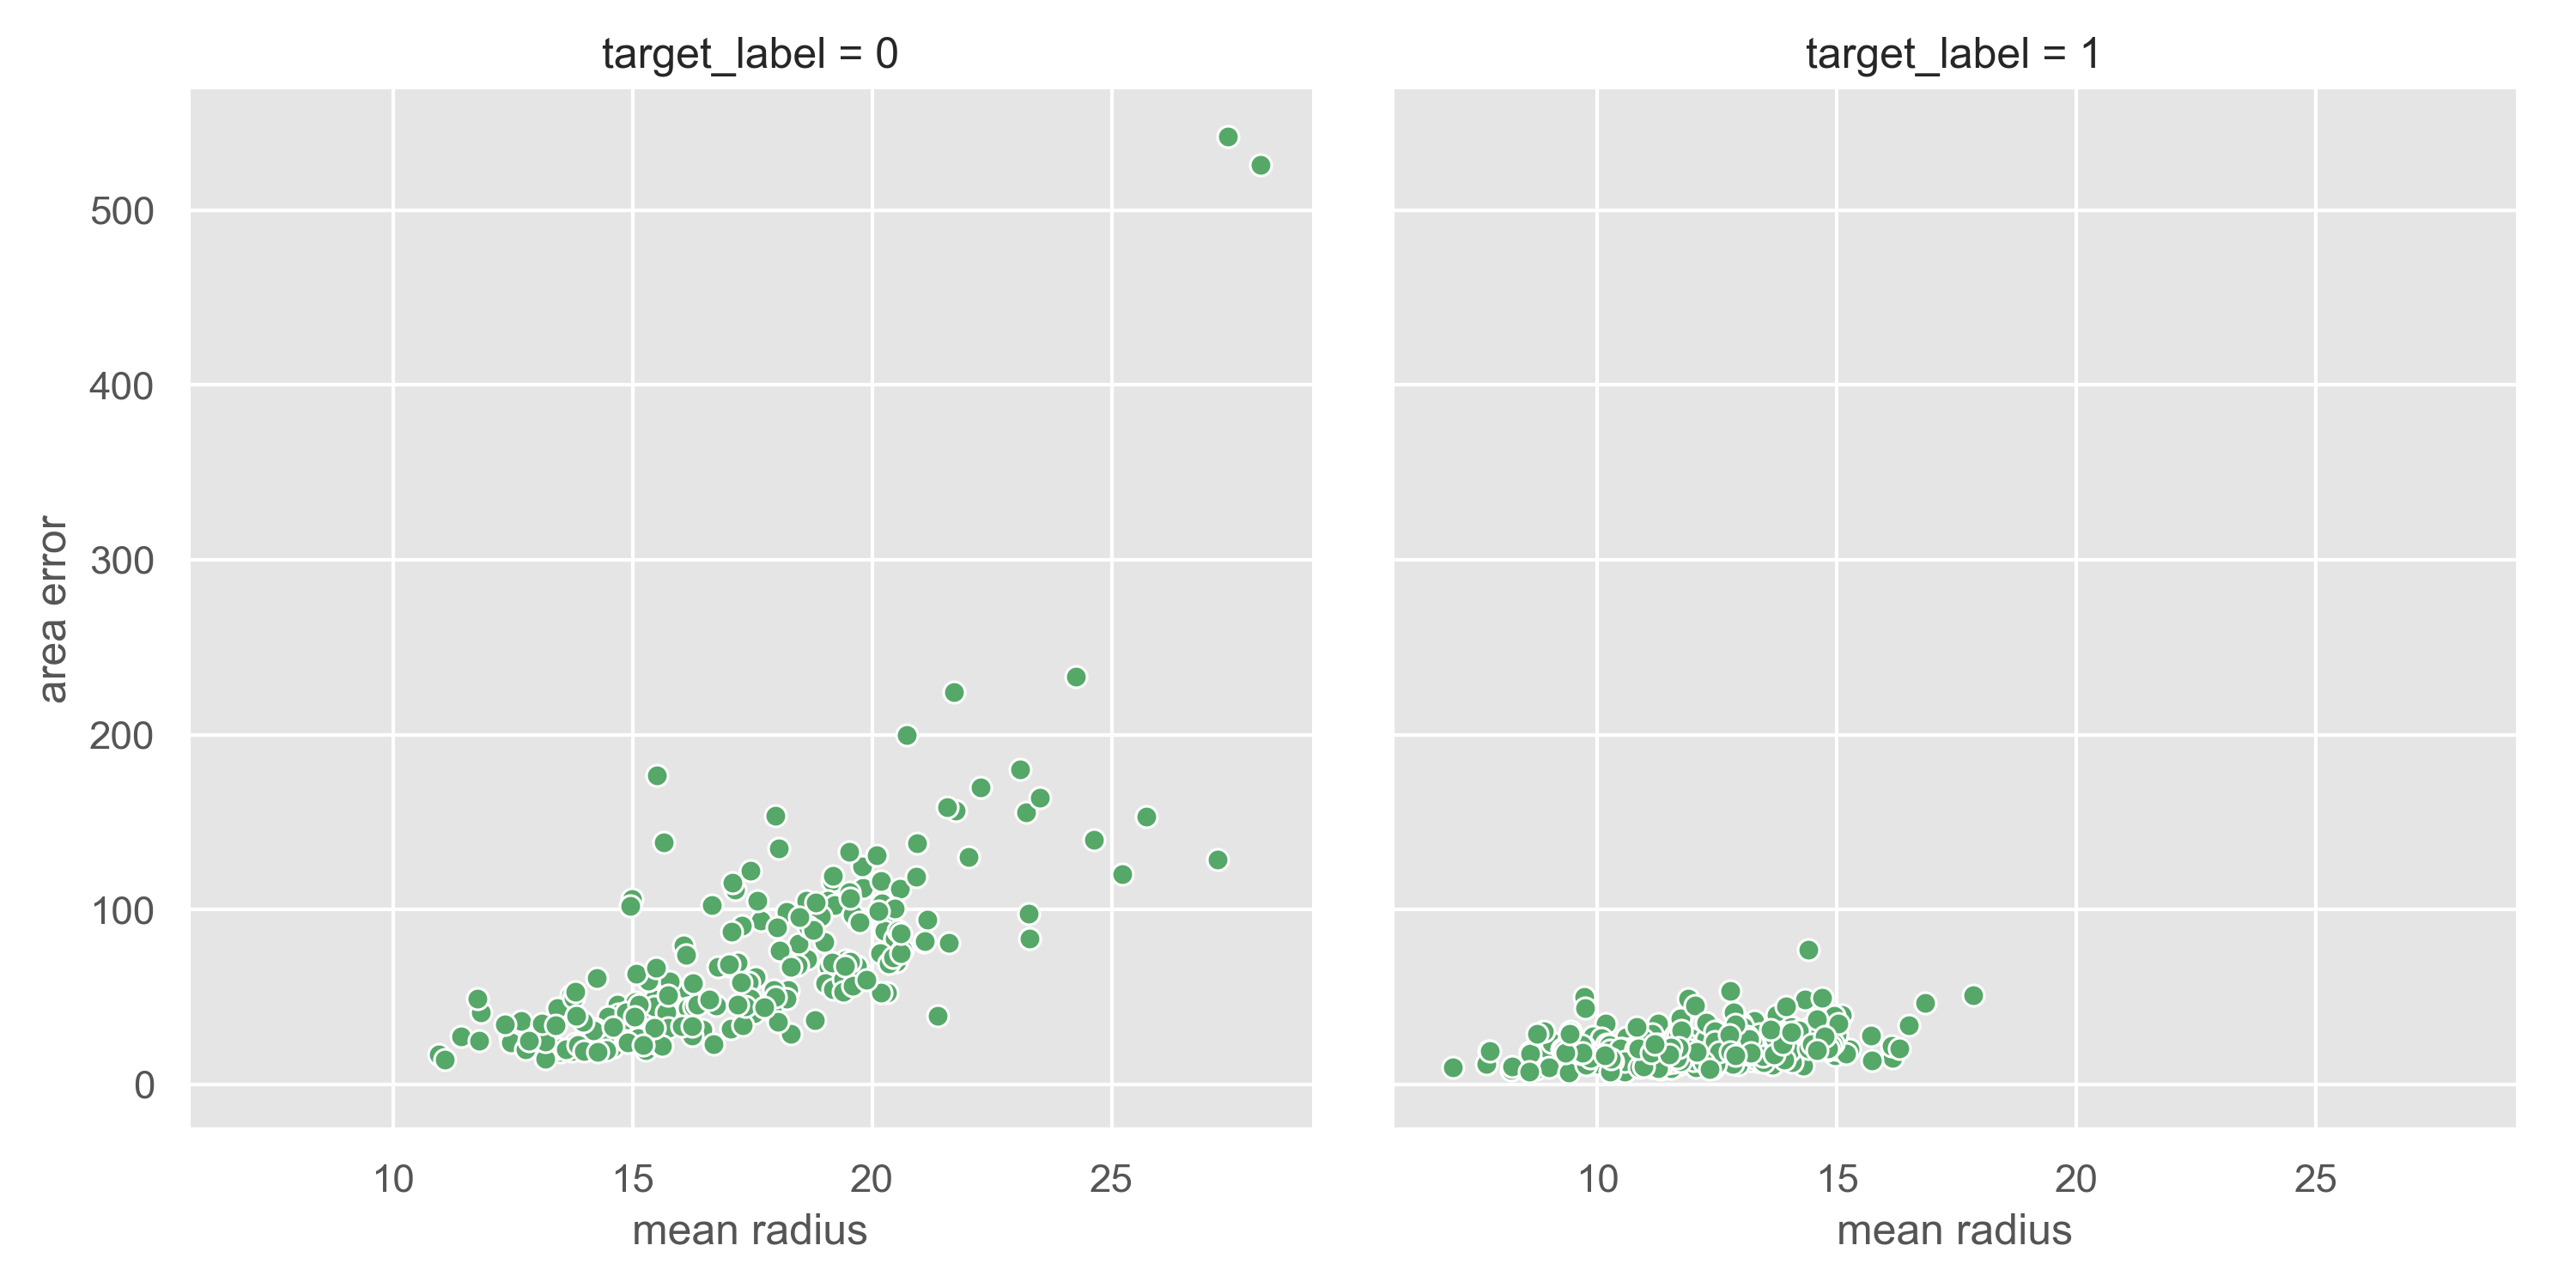 target_label = 0
target_label = 1
area error
500
400
300
200
100
0
10 15 20 25
10 15 20 25
mean radius
mean radius